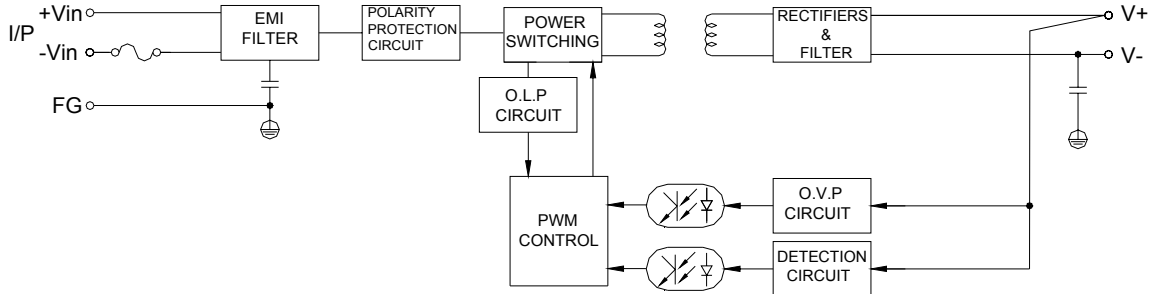 I/P
+Vin
-Vin
FG
EMI
FILTER
POLARITY
PROTECTION
CIRCUIT
POWER
SWITCHING
O.L.P
CIRCUIT
RECTIFIERS
&
FILTER
V+
V-
PWM
CONTROL
O.V.P
CIRCUIT
DETECTION
CIRCUIT